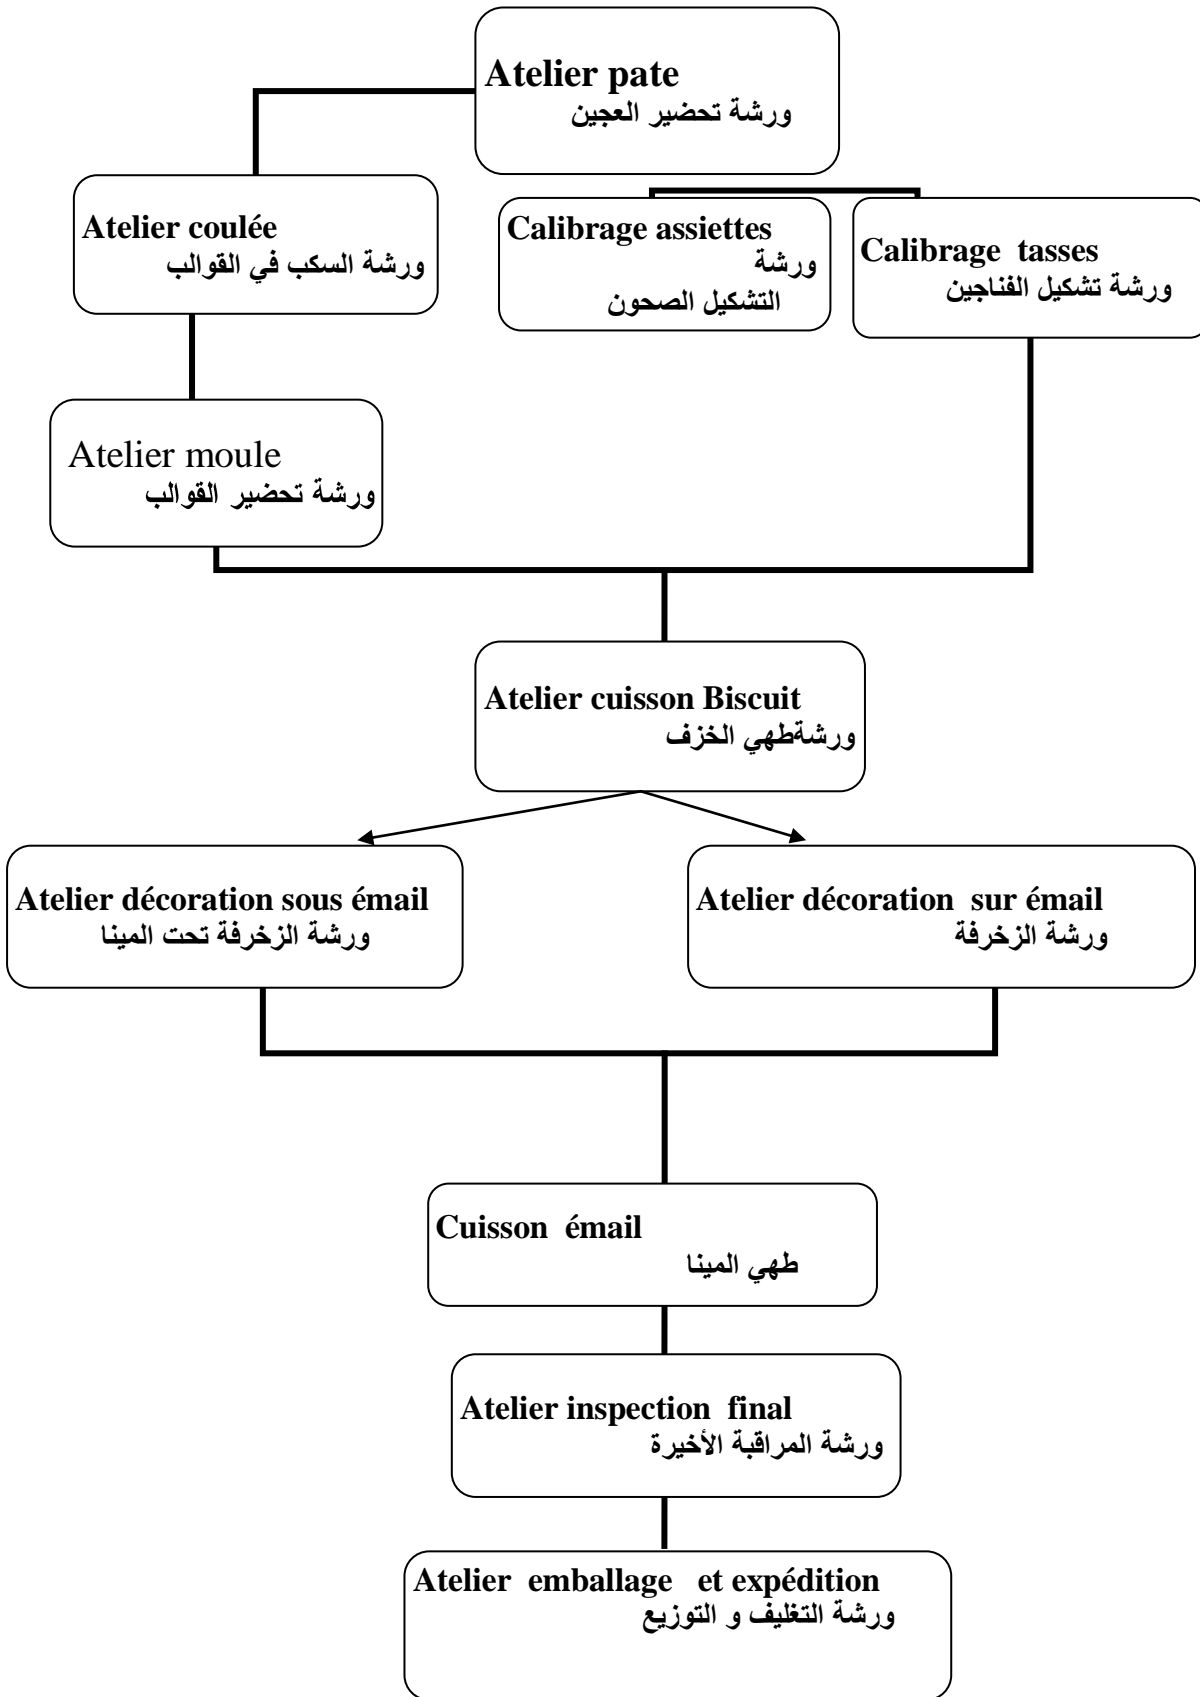 Atelier pate
ورشة تحضير العجين
Atelier coulée
ورشة السكب في القوالب
Calibrage assiettes
ورشة
التشكيل الصحون
Calibrage tasses
ورشة تشكيل الفناجين
Atelier moule
ورشة تحضير القوالب
Atelier cuisson Biscuit
ورشةطهي الخزف
Atelier décoration sous émail
ورشة الزخرفة تحت المينا
Atelier décoration sur émail
ورشة الزخرفة
Cuisson émail
طهي المينا
Atelier inspection final
ورشة المراقبة الأخيرة
Atelier emballage et expédition
ورشة التغليف و التوزيع